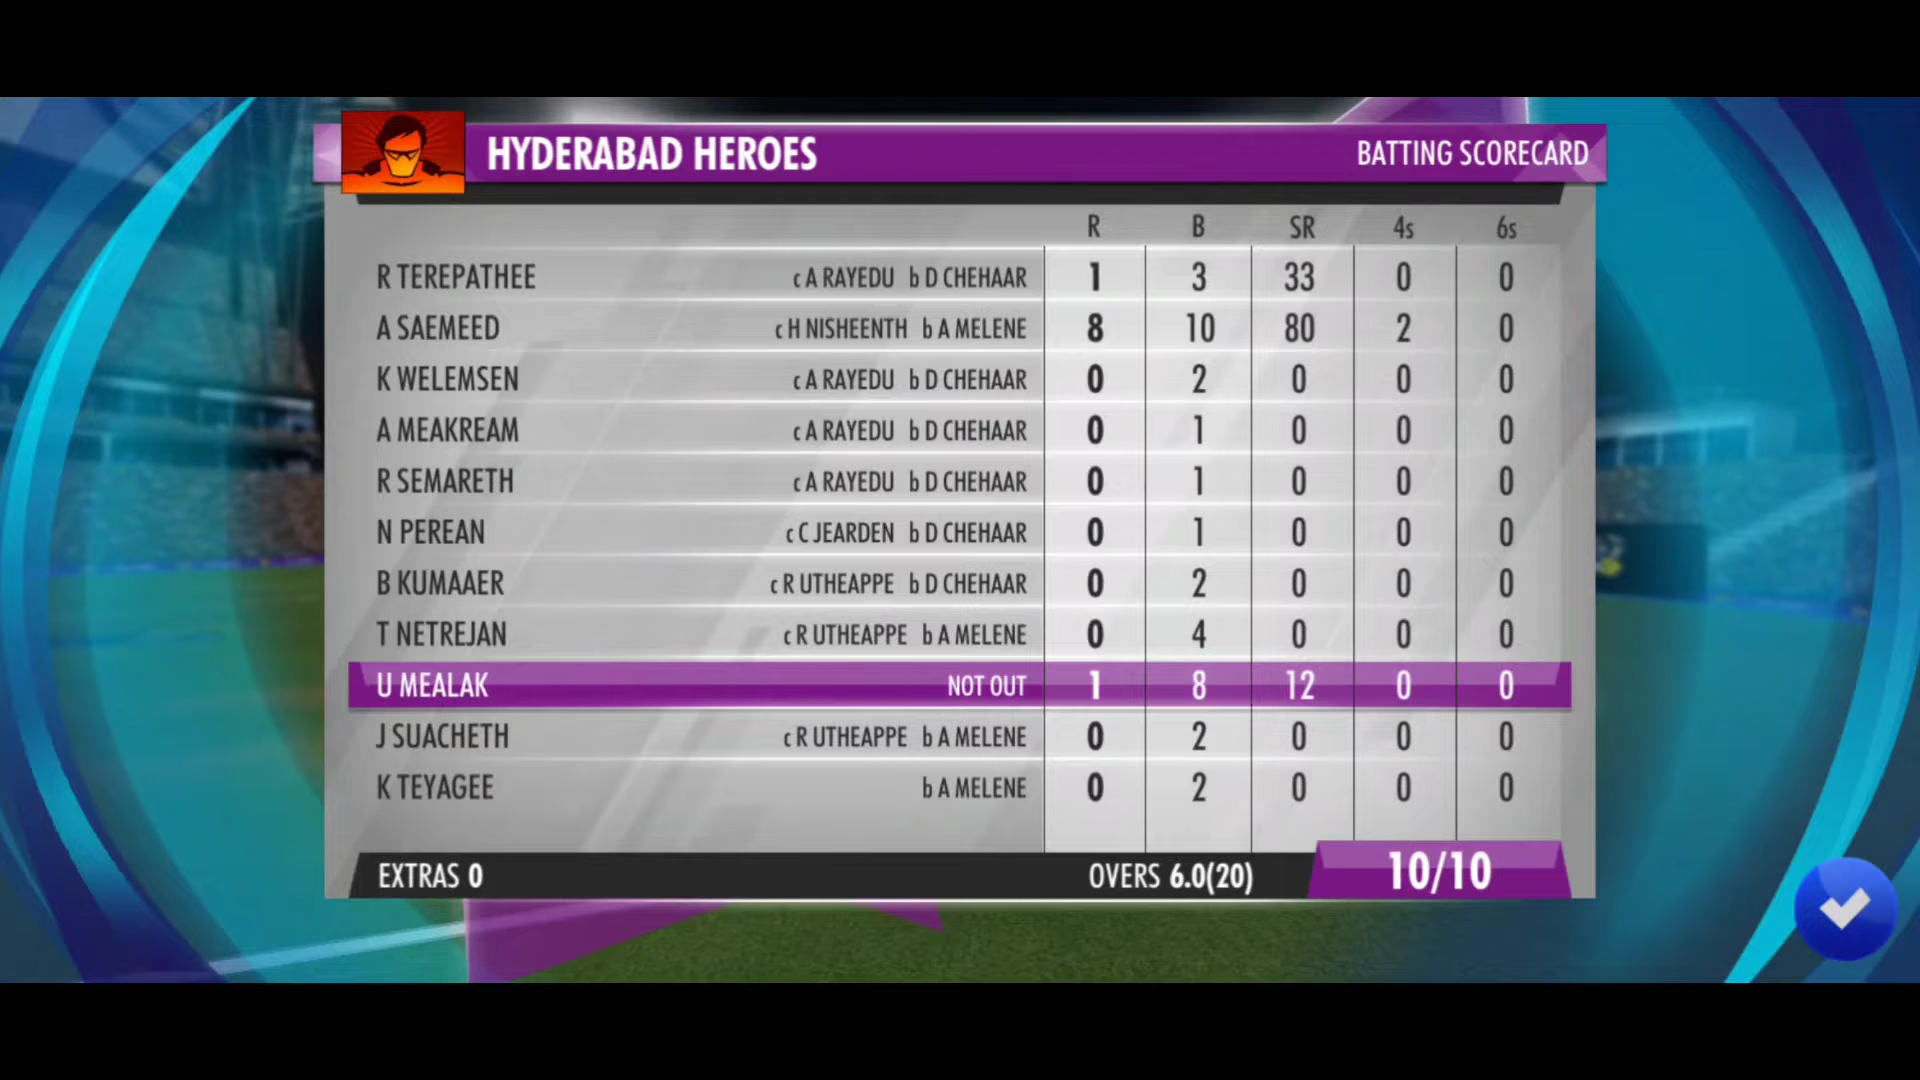 HYDERABAD HEROES BATTING SCORECARD
R B SR 4s 6s
R TEREPATHEE c A RAYEDU b D CHEHAAR 1 3 33 0 0
A SAEMEED c H NISHEENTH b A MELENE 8 10 80 2 0
K WELEMSEN c A RAYEDU b D CHEHAAR 0 2 0 0 0
A MEAKREAM c A RAYEDU b D CHEHAAR 0 1 0 0 0
R SEMARETH c A RAYEDU b D CHEHAAR 0 1 0 0 0
N PEREAN c C JEARDEN b D CHEHAAR 0 1 0 0 0
B KUMAAER c R UTHEAPPE b D CHEHAAR 0 2 0 0 0
T NETREJAN c R UTHEAPPE b A MELENE 0 4 0 0 0
U MEALAK NOT OUT 1 8 12 0 0
J SUACHETH c R UTHEAPPE b A MELENE 0 2 0 0 0
K TEYAGEE b A MELENE 0 2 0 0 0
EXTRAS 0 OVERS 6.0(20) 10/10